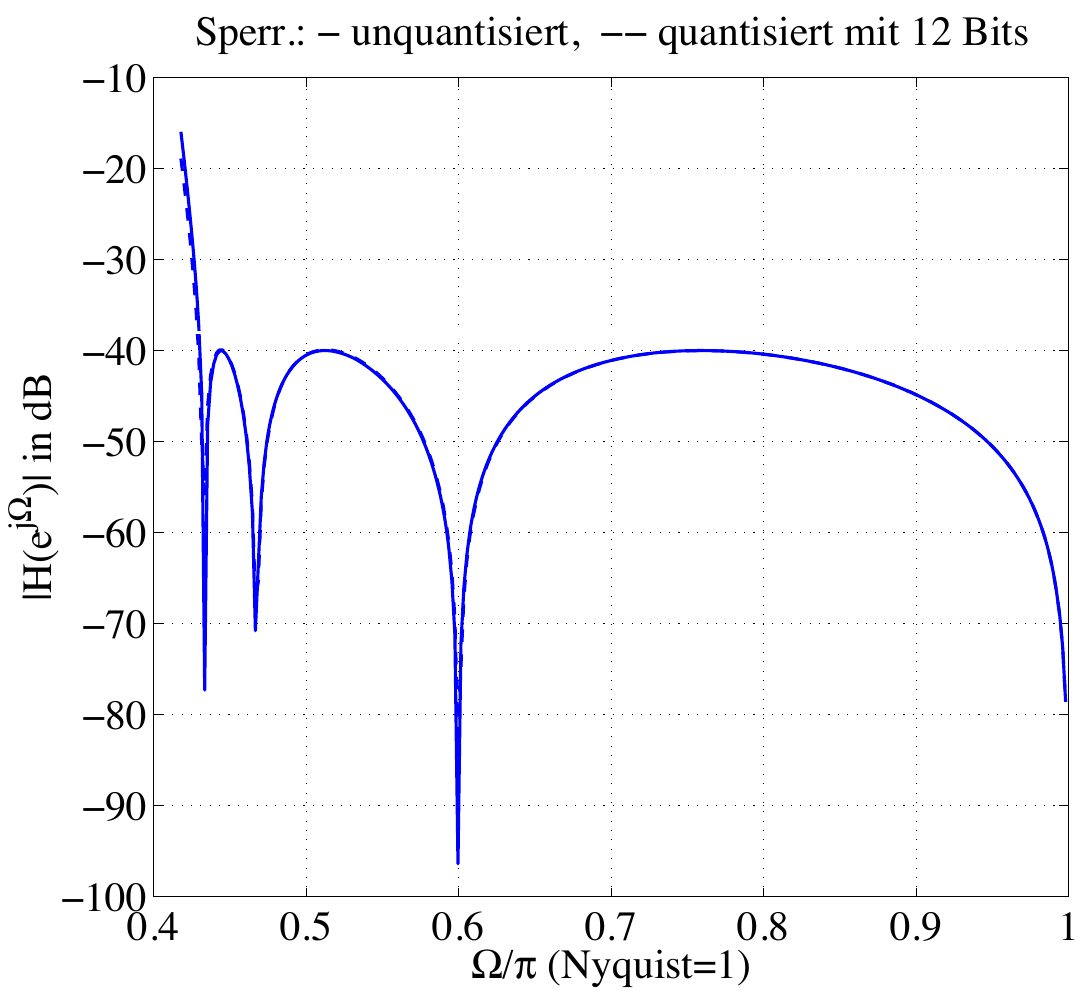 Sperr.: − unquantisiert, −− quantisiert mit 12 Bits
−10
−20
−30
−40
−50
−60
−70
−80
−90
−100
|H(e^jΩ)| in dB
0.4 0.5 0.6 0.7 0.8 0.9 1
Ω/π (Nyquist=1)